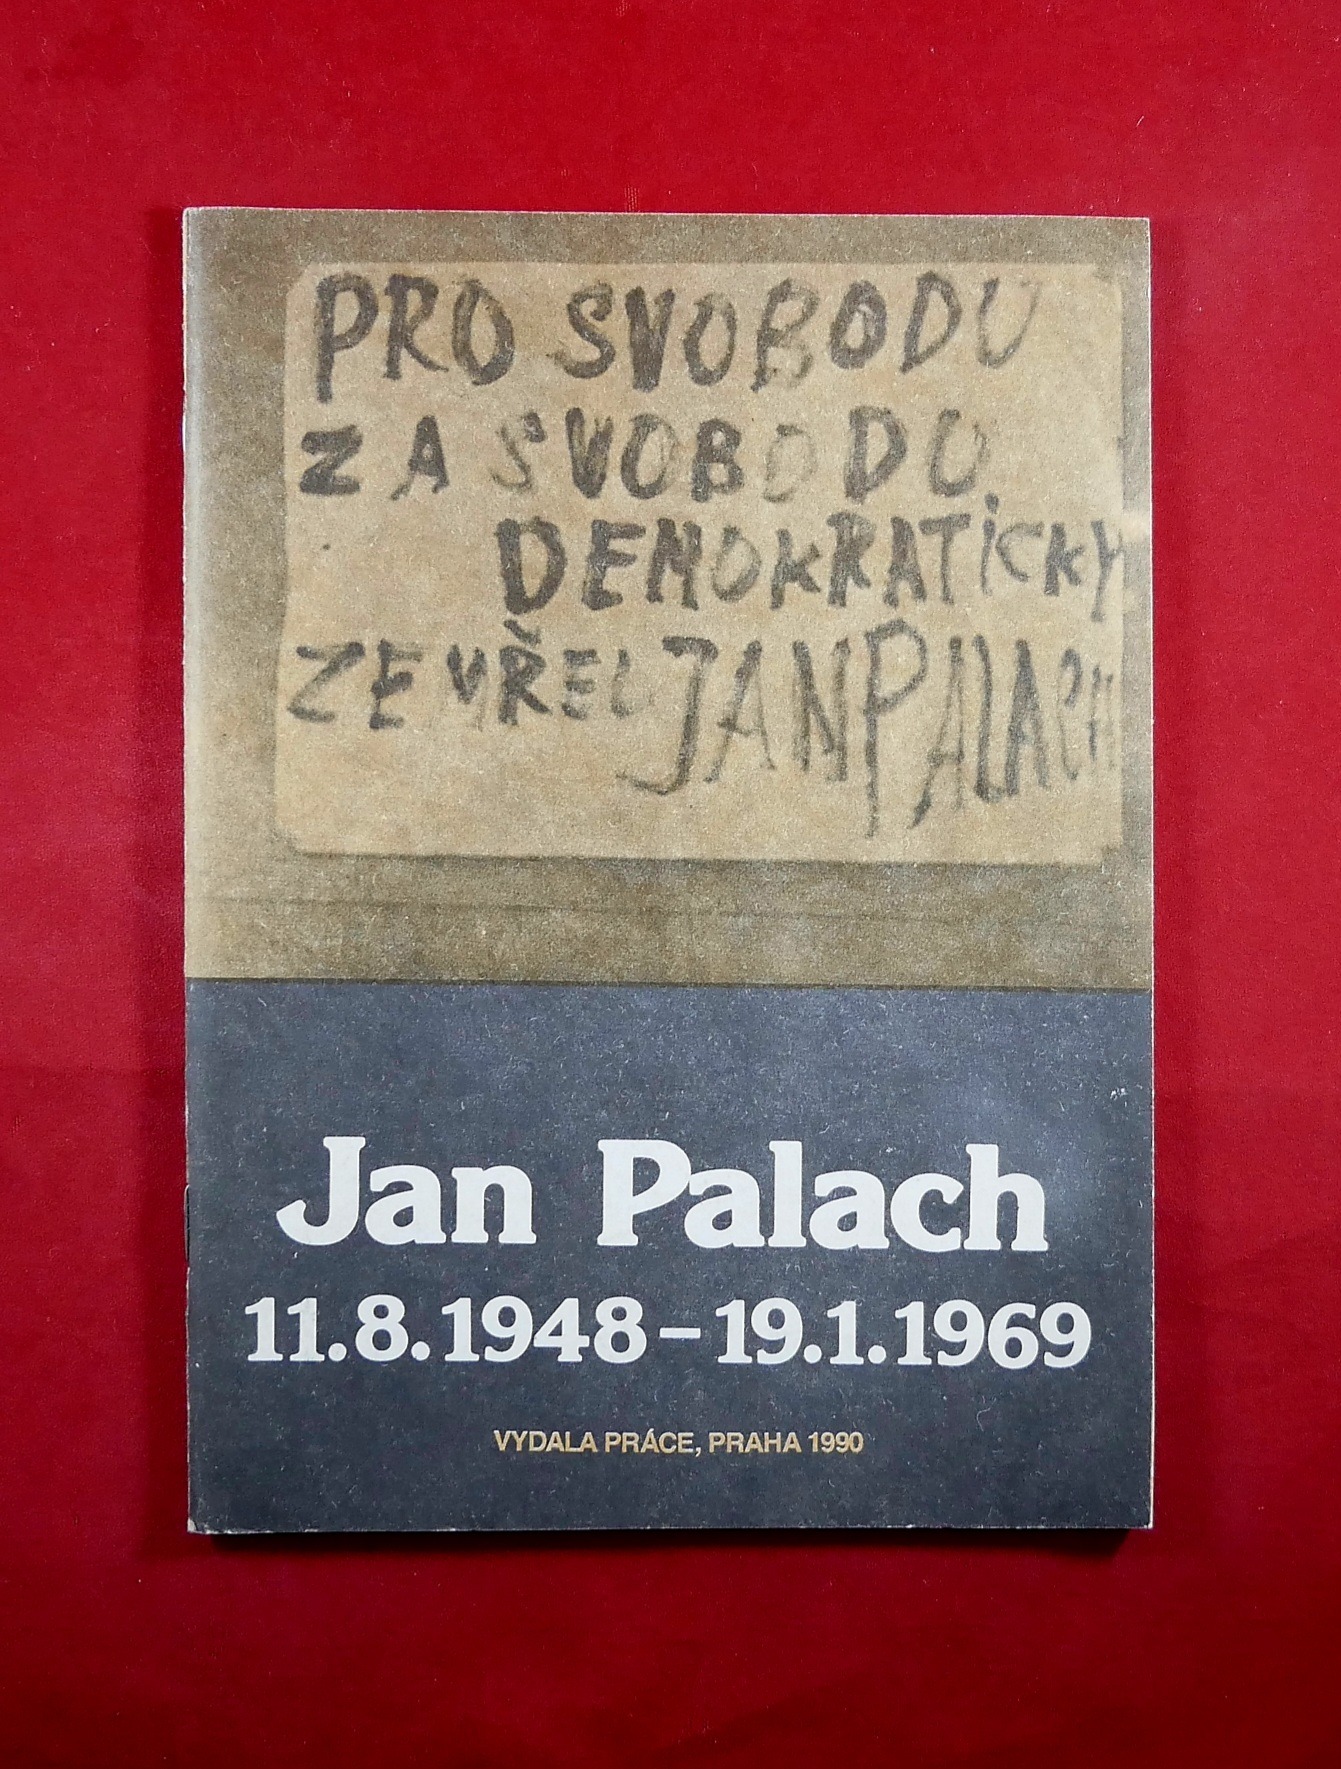 PRO SVOBODU
ZA SVOBODU
DEMOKRATICKY
ZEMŘEL JAN PALACH
Jan Palach
11.8.1948–19.1.1969
VYDALA PRÁCE, PRAHA 1990